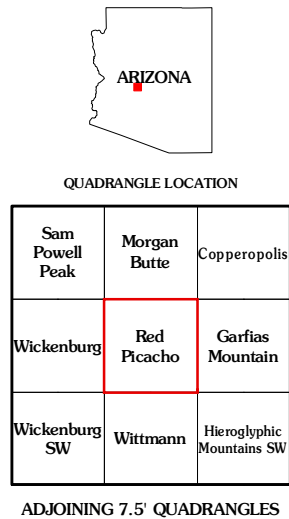 ARIZONA
QUADRANGLE LOCATION
Sam
Powell
Peak
Morgan
Butte
Copperopolis
Wickenburg
Red
Picacho
Garfias
Mountain
Wickenburg
SW
Wittmann
Hieroglyphic
Mountains SW
ADJOINING 7.5' QUADRANGLES